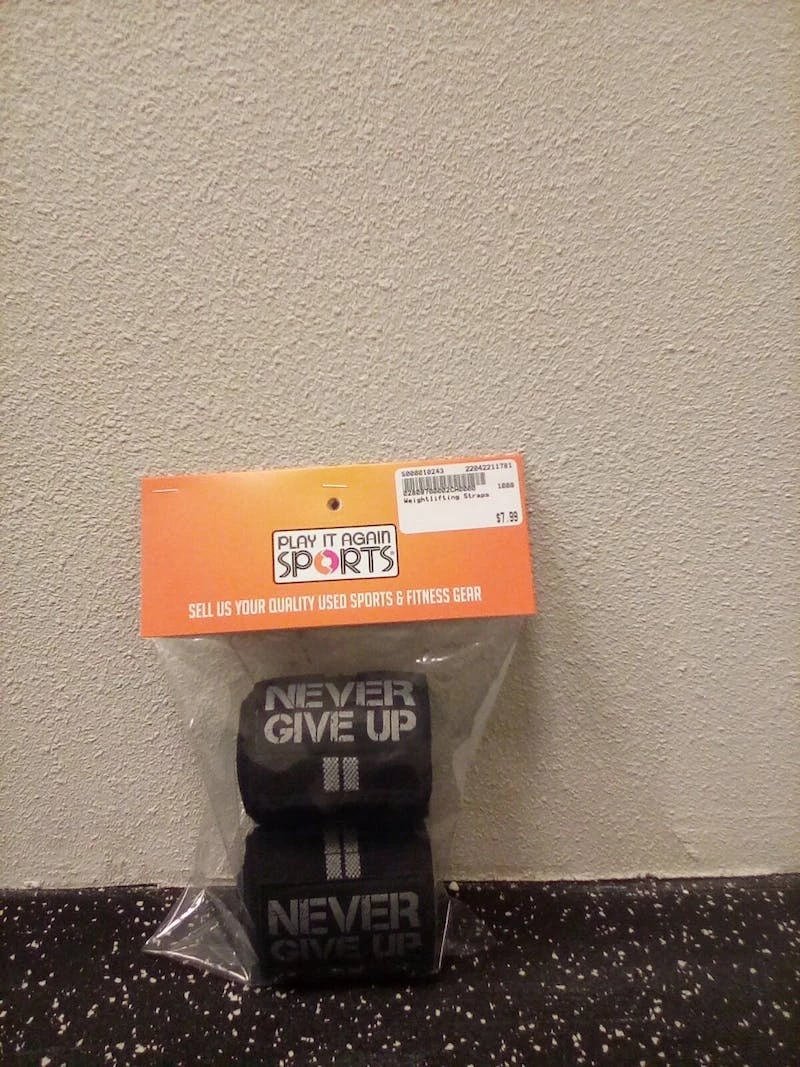 S000010243 22042211781
1000
Weightlifting Straps
$7.99
PLAY IT AGAIN
SPORTS
SELL US YOUR QUALITY USED SPORTS & FITNESS GEAR
NEVER
GIVE UP
NEVER
GIVE UP